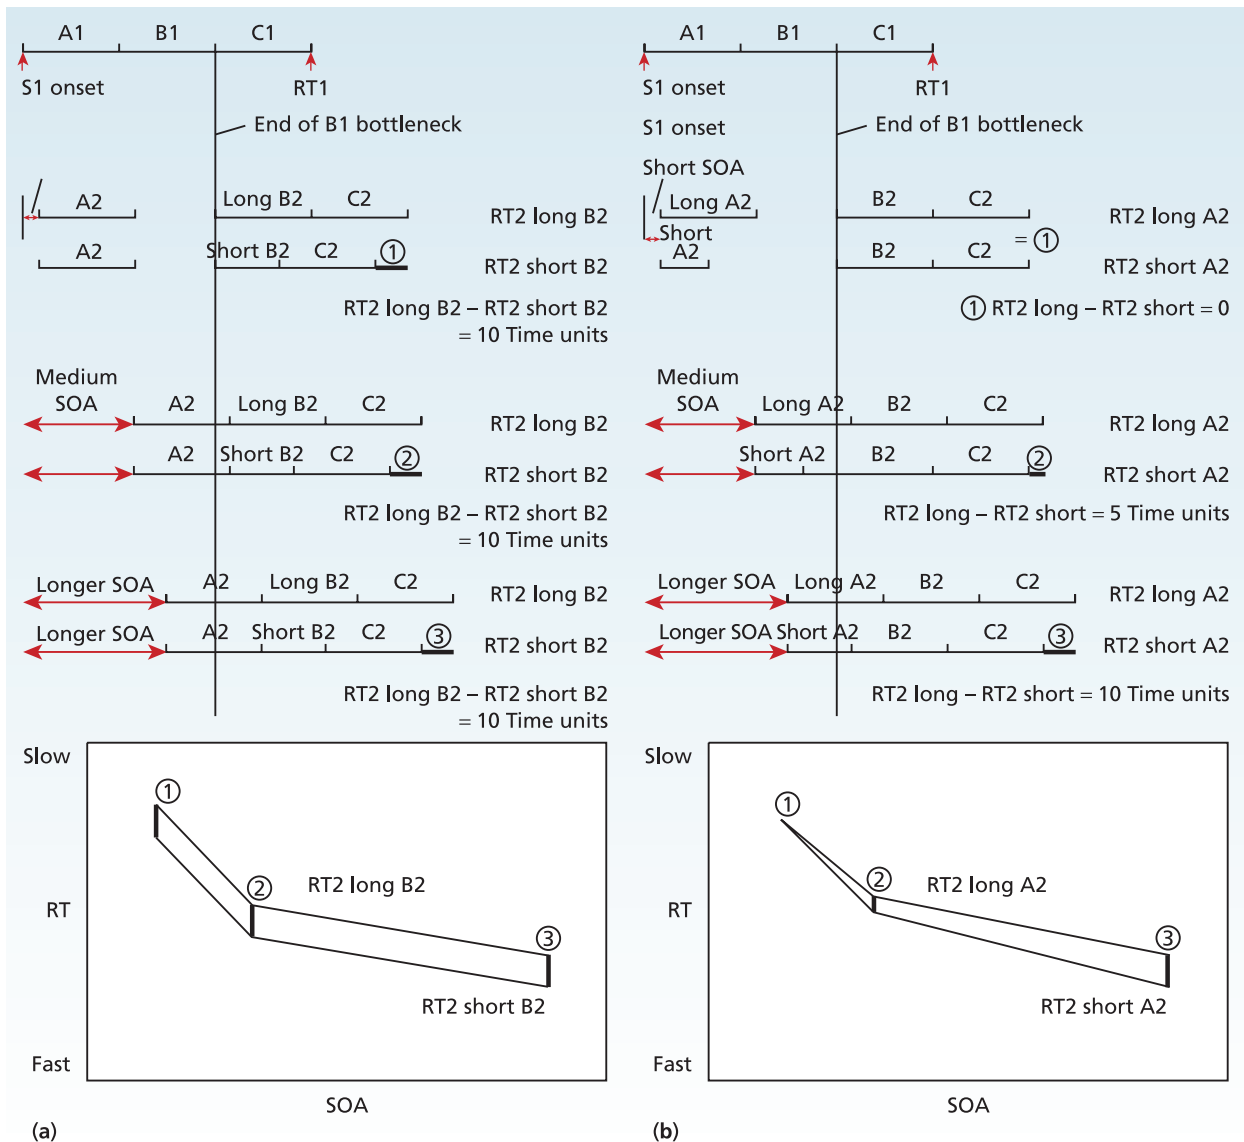 A1 B1 C1
S1 onset RT1
End of B1 bottleneck
A2 Long B2 C2
RT2 long B2
A2 Short B2 C2 1
RT2 short B2
RT2 long B2 – RT2 short B2
= 10 Time units
Medium
SOA A2 Long B2 C2
RT2 long B2
A2 Short B2 C2 2
RT2 short B2
RT2 long B2 – RT2 short B2
= 10 Time units
Longer SOA A2 Long B2 C2
RT2 long B2
Longer SOA A2 Short B2 C2 3
RT2 short B2
RT2 long B2 – RT2 short B2
= 10 Time units
Slow
1
2 RT2 long B2
RT
3
RT2 short B2
Fast
SOA
(a)
A1 B1 C1
S1 onset RT1
S1 onset End of B1 bottleneck
Short SOA
Long A2 B2 C2
RT2 long A2
Short = 1
A2 B2 C2
RT2 short A2
1 RT2 long – RT2 short = 0
Medium
SOA Long A2 B2 C2
RT2 long A2
Short A2 B2 C2 2
RT2 short A2
RT2 long – RT2 short = 5 Time units
Longer SOA Long A2 B2 C2
RT2 long A2
Longer SOA Short A2 B2 C2 3
RT2 short A2
RT2 long – RT2 short = 10 Time units
Slow
1
2 RT2 long A2
RT
3
RT2 short A2
Fast
SOA
(b)